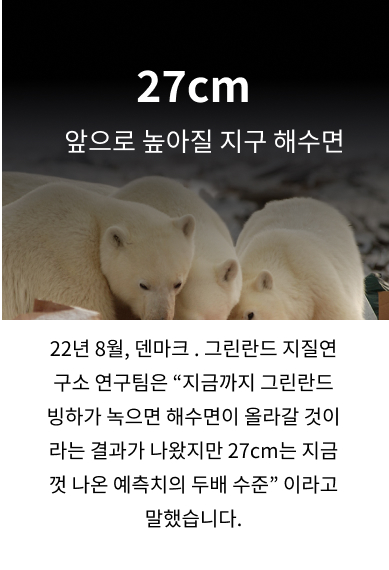 27cm
앞으로 높아질 지구 해수면
22년 8월, 덴마크 . 그린란드 지질연
구소 연구팀은 “지금까지 그린란드
빙하가 녹으면 해수면이 올라갈 것이
라는 결과가 나왔지만 27cm는 지금
껏 나온 예측치의 두배 수준” 이라고
말했습니다.